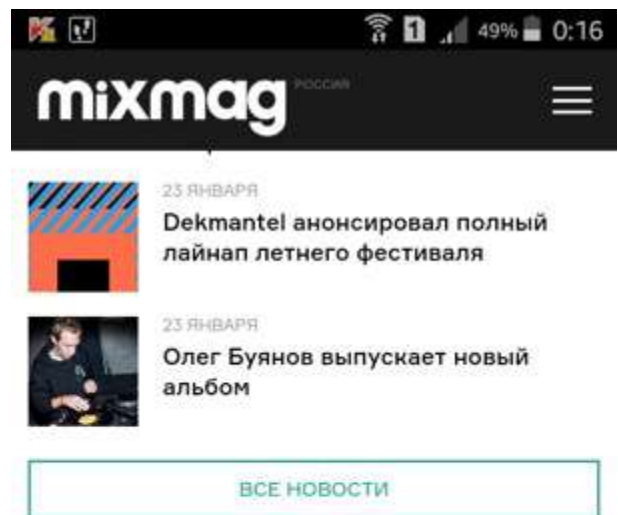 1 49% 0:16
mixmag РОССИЯ
23 ЯНВАРЯ
Dekmantel анонсировал полный
лайнап летнего фестиваля
23 ЯНВАРЯ
Олег Буянов выпускает новый
альбом
ВСЕ НОВОСТИ